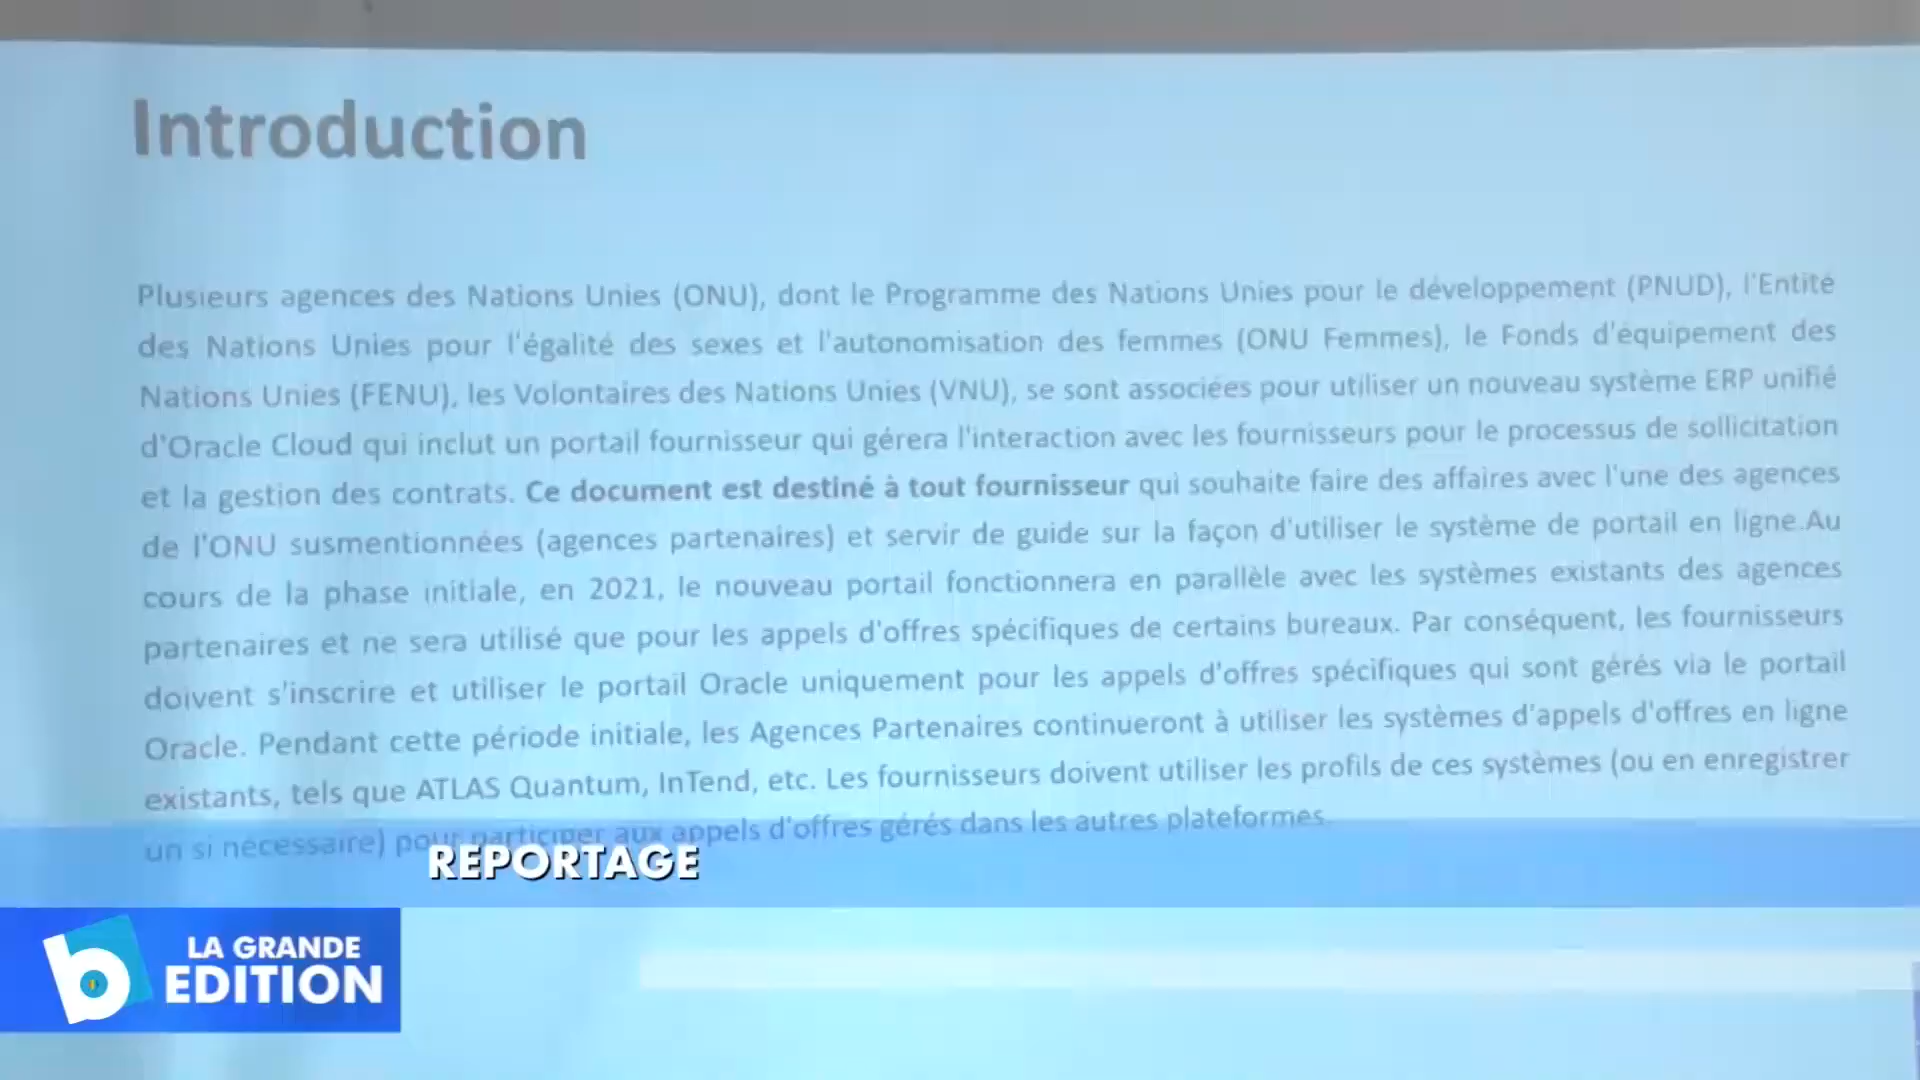 Introduction
Plusieurs agences des Nations Unies (ONU), dont le Programme des Nations Unies pour le développement (PNUD), l'Entité
des Nations Unies pour l'égalité des sexes et l'autonomisation des femmes (ONU Femmes), le Fonds d'équipement des
Nations Unies (FENU), les Volontaires des Nations Unies (VNU), se sont associées pour utiliser un nouveau système ERP unifié
d'Oracle Cloud qui inclut un portail fournisseur qui gérera l'interaction avec les fournisseurs pour le processus de sollicitation
et la gestion des contrats. Ce document est destiné à tout fournisseur qui souhaite faire des affaires avec l'une des agences
de l'ONU susmentionnées (agences partenaires) et servir de guide sur la façon d'utiliser le système de portail en ligne.Au
cours de la phase initiale, en 2021, le nouveau portail fonctionnera en parallèle avec les systèmes existants des agences
partenaires et ne sera utilisé que pour les appels d'offres spécifiques de certains bureaux. Par conséquent, les fournisseurs
doivent s'inscrire et utiliser le portail Oracle uniquement pour les appels d'offres spécifiques qui sont gérés via le portail
Oracle. Pendant cette période initiale, les Agences Partenaires continueront à utiliser les systèmes d'appels d'offres en ligne
existants, tels que ATLAS Quantum, InTend, etc. Les fournisseurs doivent utiliser les profils de ces systèmes (ou en enregistrer
un si nécessaire) pour participer aux appels d'offres gérés dans les autres plateformes.
REPORTAGE
b
LA GRANDE
EDITION